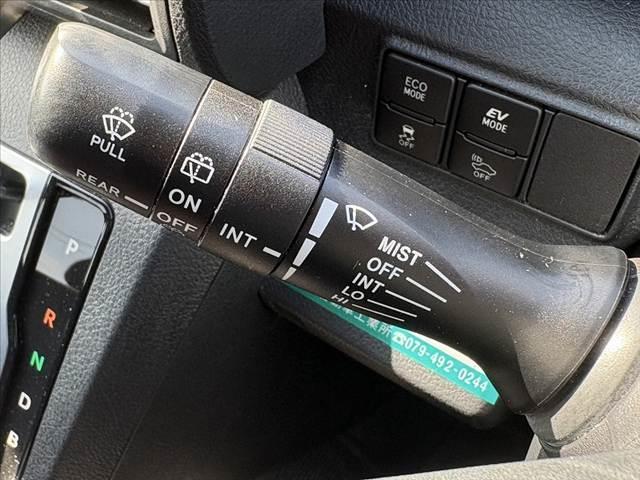 PULL
REAR
ON
OFF
INT
MIST
OFF
INT
LO
HI
ECO
MODE
OFF
EV
MODE
OFF
P
R
N
D
B
工業所☎079-492-0244